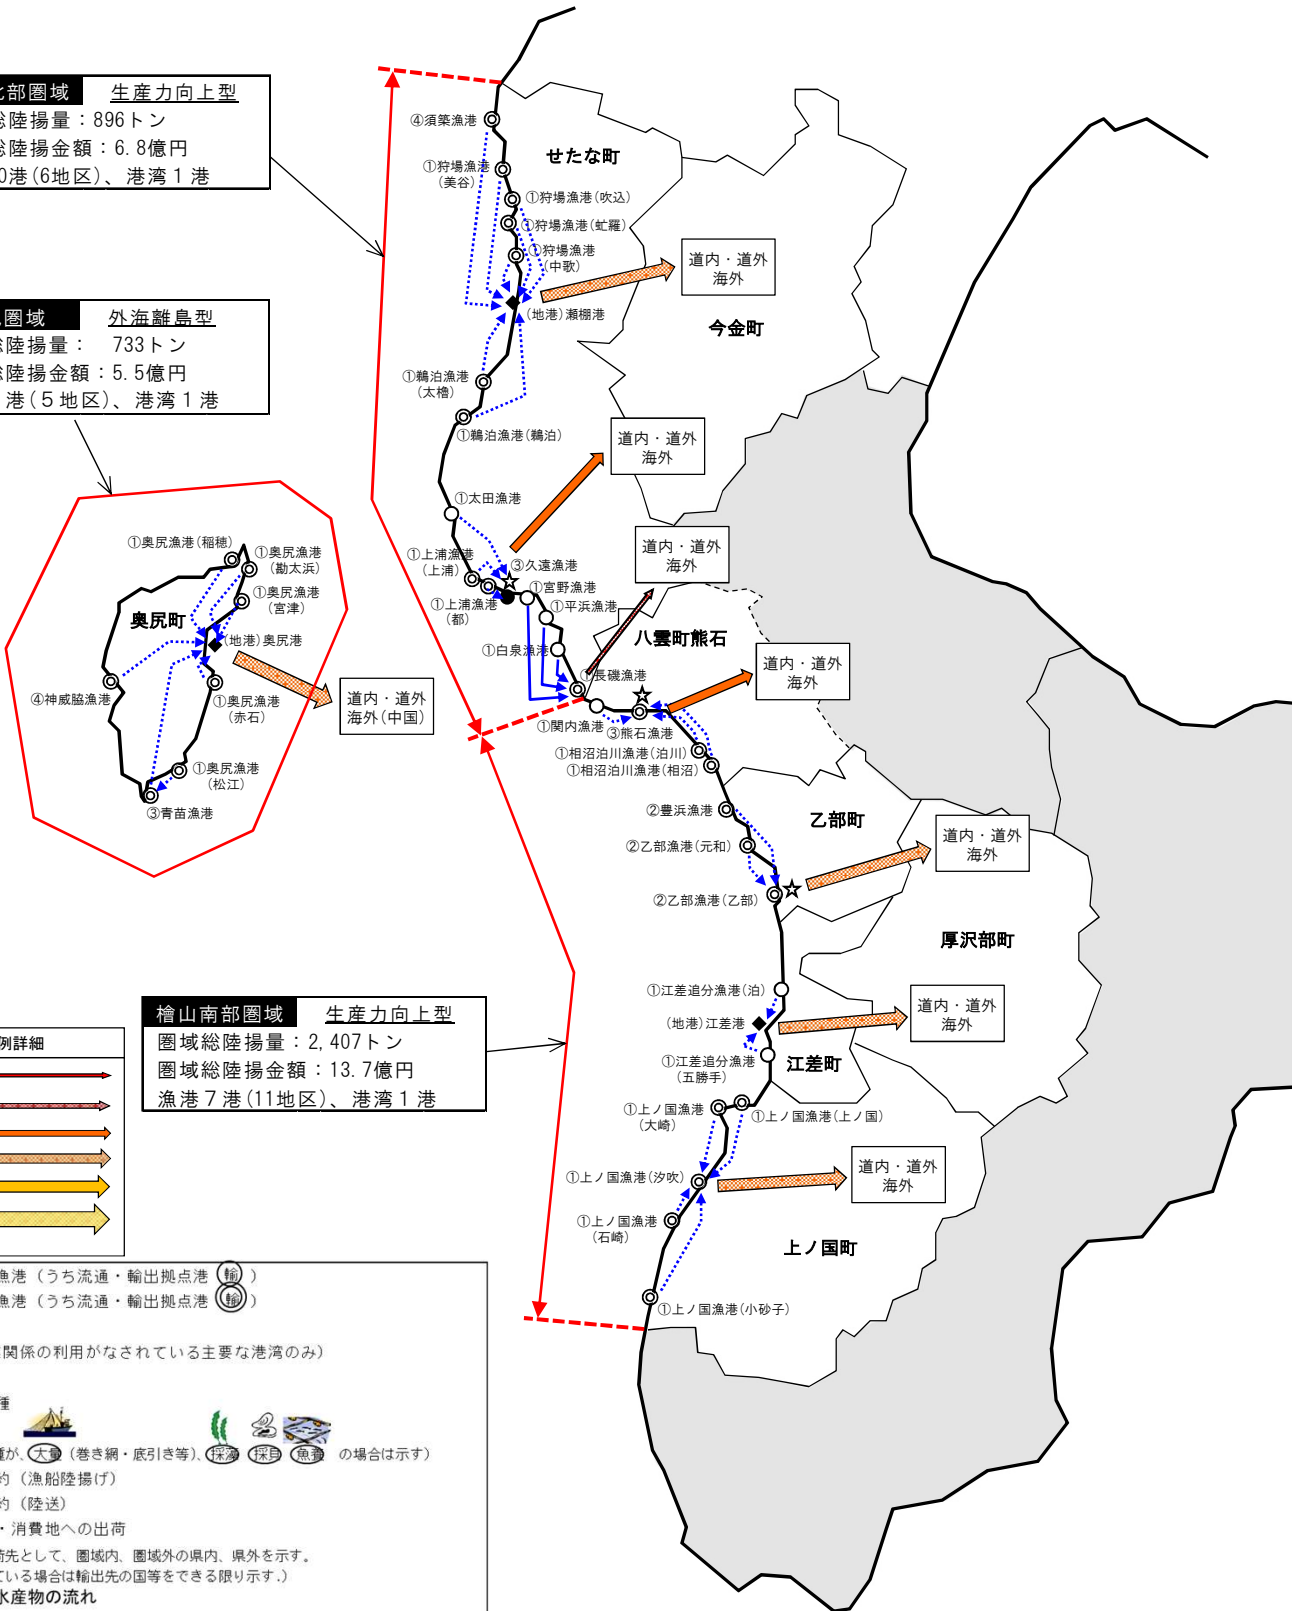 部圏域 生産力向上型
陸揚量：896トン
陸揚金額：6.8億円
0港(6地区)、港湾１港
圏域 外海離島型
陸揚量： 733トン
陸揚金額：5.5億円
港(５地区)、港湾１港
④須築漁港
せたな町
①狩場漁港
(美谷)
①狩場漁港(吹込)
①狩場漁港(虻羅)
①狩場漁港
(中歌)
道内・道外
海外
(地港)瀬棚港
今金町
①鵜泊漁港
(太櫓)
①鵜泊漁港(鵜泊)
道内・道外
海外
①太田漁港
①上浦漁港
(上浦)
③久遠漁港
道内・道外
海外
①宮野漁港
①上浦漁港
(都)
①平浜漁港
①白泉漁港
八雲町熊石
①長磯漁港
道内・道外
海外
①関内漁港
③熊石漁港
①相沼泊川漁港(泊川)
①相沼泊川漁港(相沼)
①奥尻漁港(稲穂)
①奥尻漁港
(勘太浜)
①奥尻漁港
(宮津)
奥尻町
(地港)奥尻港
④神威脇漁港
①奥尻漁港
(赤石)
道内・道外
海外(中国)
①奥尻漁港
(松江)
③青苗漁港
②豊浜漁港
乙部町
②乙部漁港(元和)
道内・道外
海外
②乙部漁港(乙部)
厚沢部町
①江差追分漁港(泊)
(地港)江差港
道内・道外
海外
①江差追分漁港
(五勝手)
江差町
檜山南部圏域 生産力向上型
圏域総陸揚量：2,407トン
圏域総陸揚金額：13.7億円
漁港７港(11地区)、港湾１港
①上ノ国漁港
(大崎)
①上ノ国漁港(上ノ国)
①上ノ国漁港(汐吹)
道内・道外
海外
①上ノ国漁港
(石崎)
上ノ国町
①上ノ国漁港(小砂子)
例詳細
漁港（うち流通・輸出拠点港 輸 ）
漁港（うち流通・輸出拠点港 輸 ）
関係の利用がなされている主要な港湾のみ）
種
種が、大量（巻き網・底引き等）、採藻 採貝 魚養 の場合は示す）
約（漁船陸揚げ）
約（陸送）
・消費地への出荷
荷先として、圏域内、圏域外の県内、県外を示す。
ている場合は輸出先の国等をできる限り示す.）
水産物の流れ